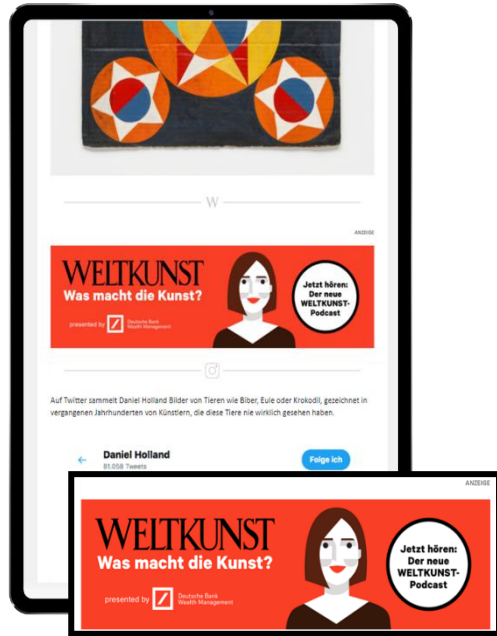 W
ANZEIGE
WELTKUNST
Was macht die Kunst?
presented by
Deutsche Bank
Wealth Management
Jetzt hören:
Der neue
WELTKUNST-
Podcast
Auf Twitter sammelt Daniel Holland Bilder von Tieren wie Biber, Eule oder Krokodil, gezeichnet in
vergangenen Jahrhunderten von Künstlern, die diese Tiere nie wirklich gesehen haben.
Daniel Holland
81.058 Tweets
Folge ich
ANZEIGE
WELTKUNST
Was macht die Kunst?
presented by
Deutsche Bank
Wealth Management
Jetzt hören:
Der neue
WELTKUNST-
Podcast